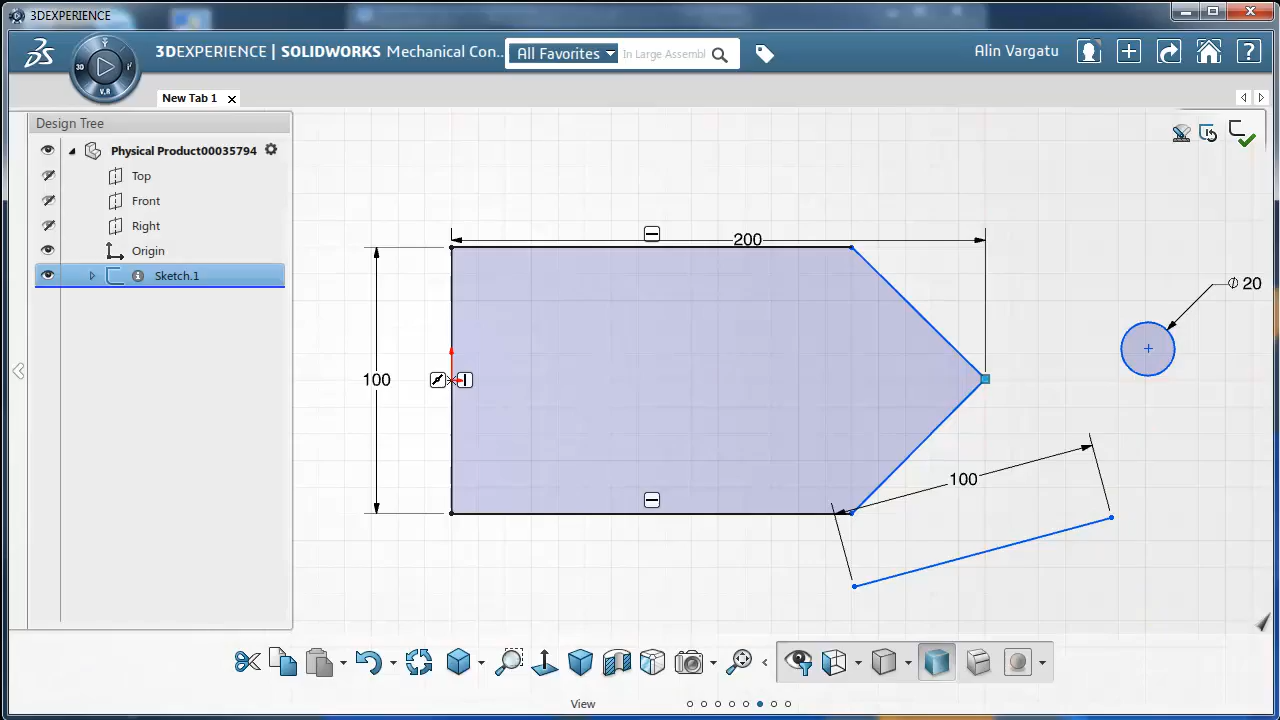 3DEXPERIENCE
3DEXPERIENCE | SOLIDWORKS Mechanical Con...
All Favorites
In Large Assembl
Alin Vargatu
3D
V.R
New Tab 1
Design Tree
Physical Product00035794
Top
Front
Right
Origin
Sketch.1
200
100
Φ 20
100
View